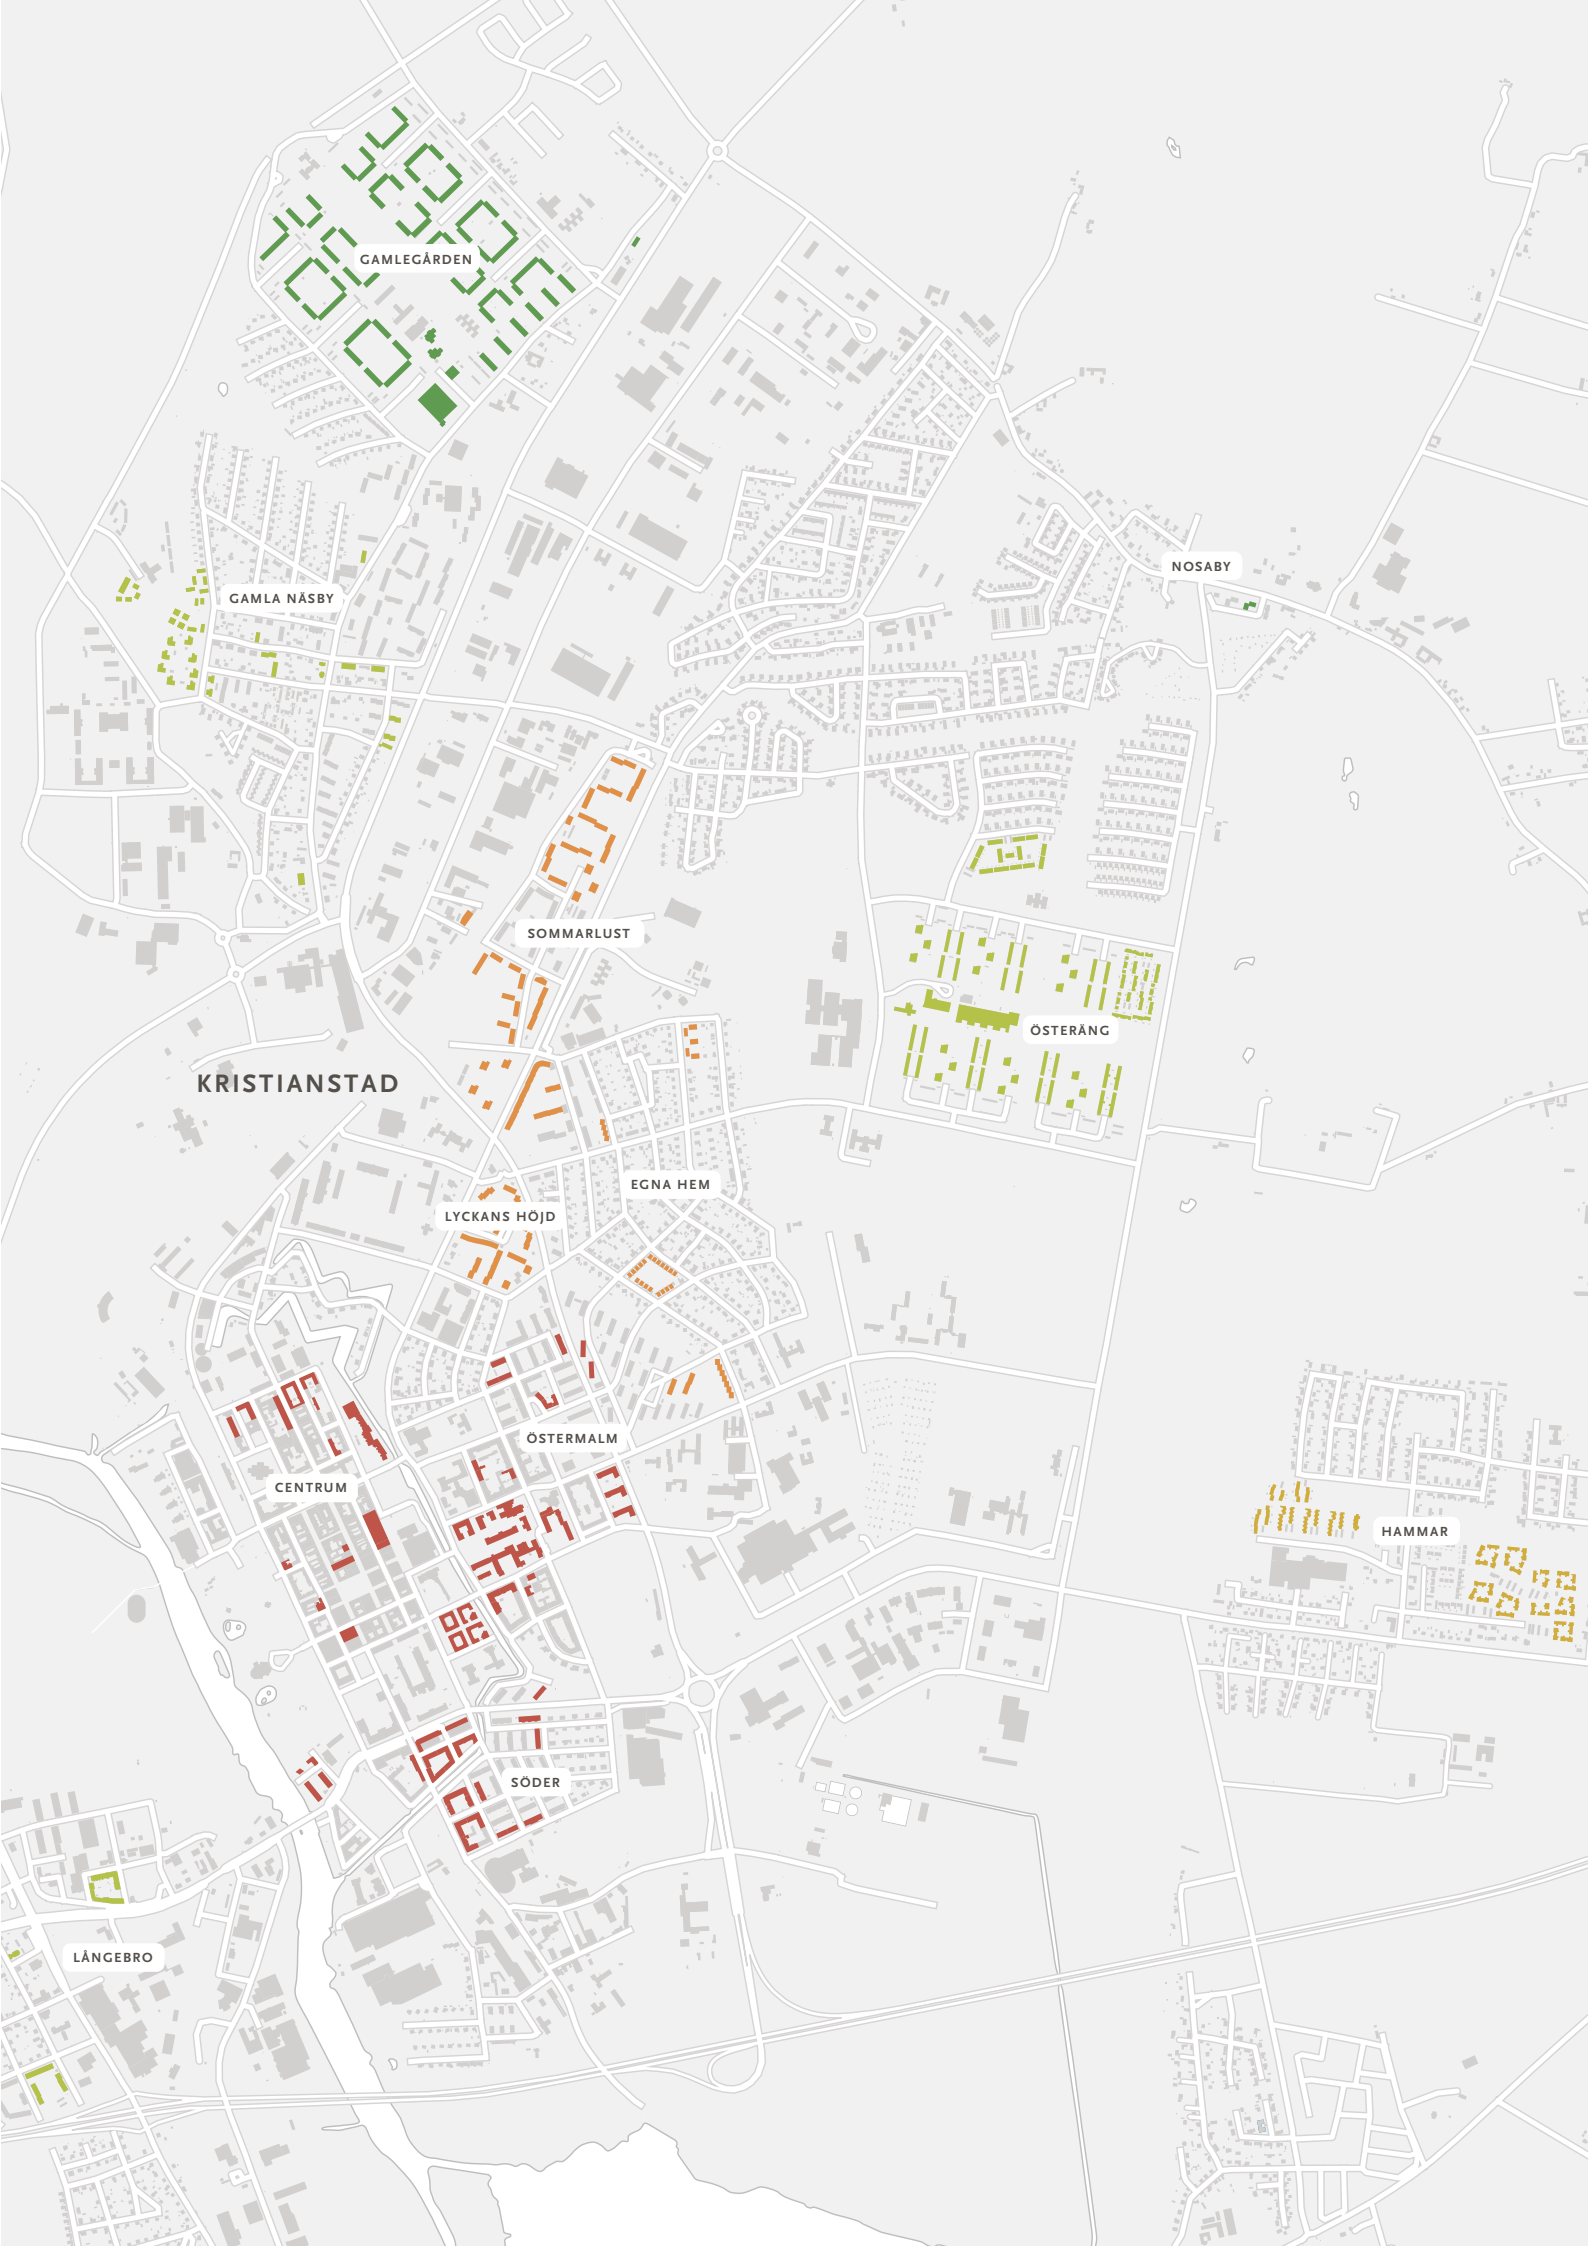 GAMLEGÅRDEN
NOSABY
GAMLA NÄSBY
SOMMARLUST
ÖSTERÄNG
KRISTIANSTAD
EGNA HEM
LYCKANS HÖJD
ÖSTERMALM
CENTRUM
HAMMAR
SÖDER
LÅNGEBRO